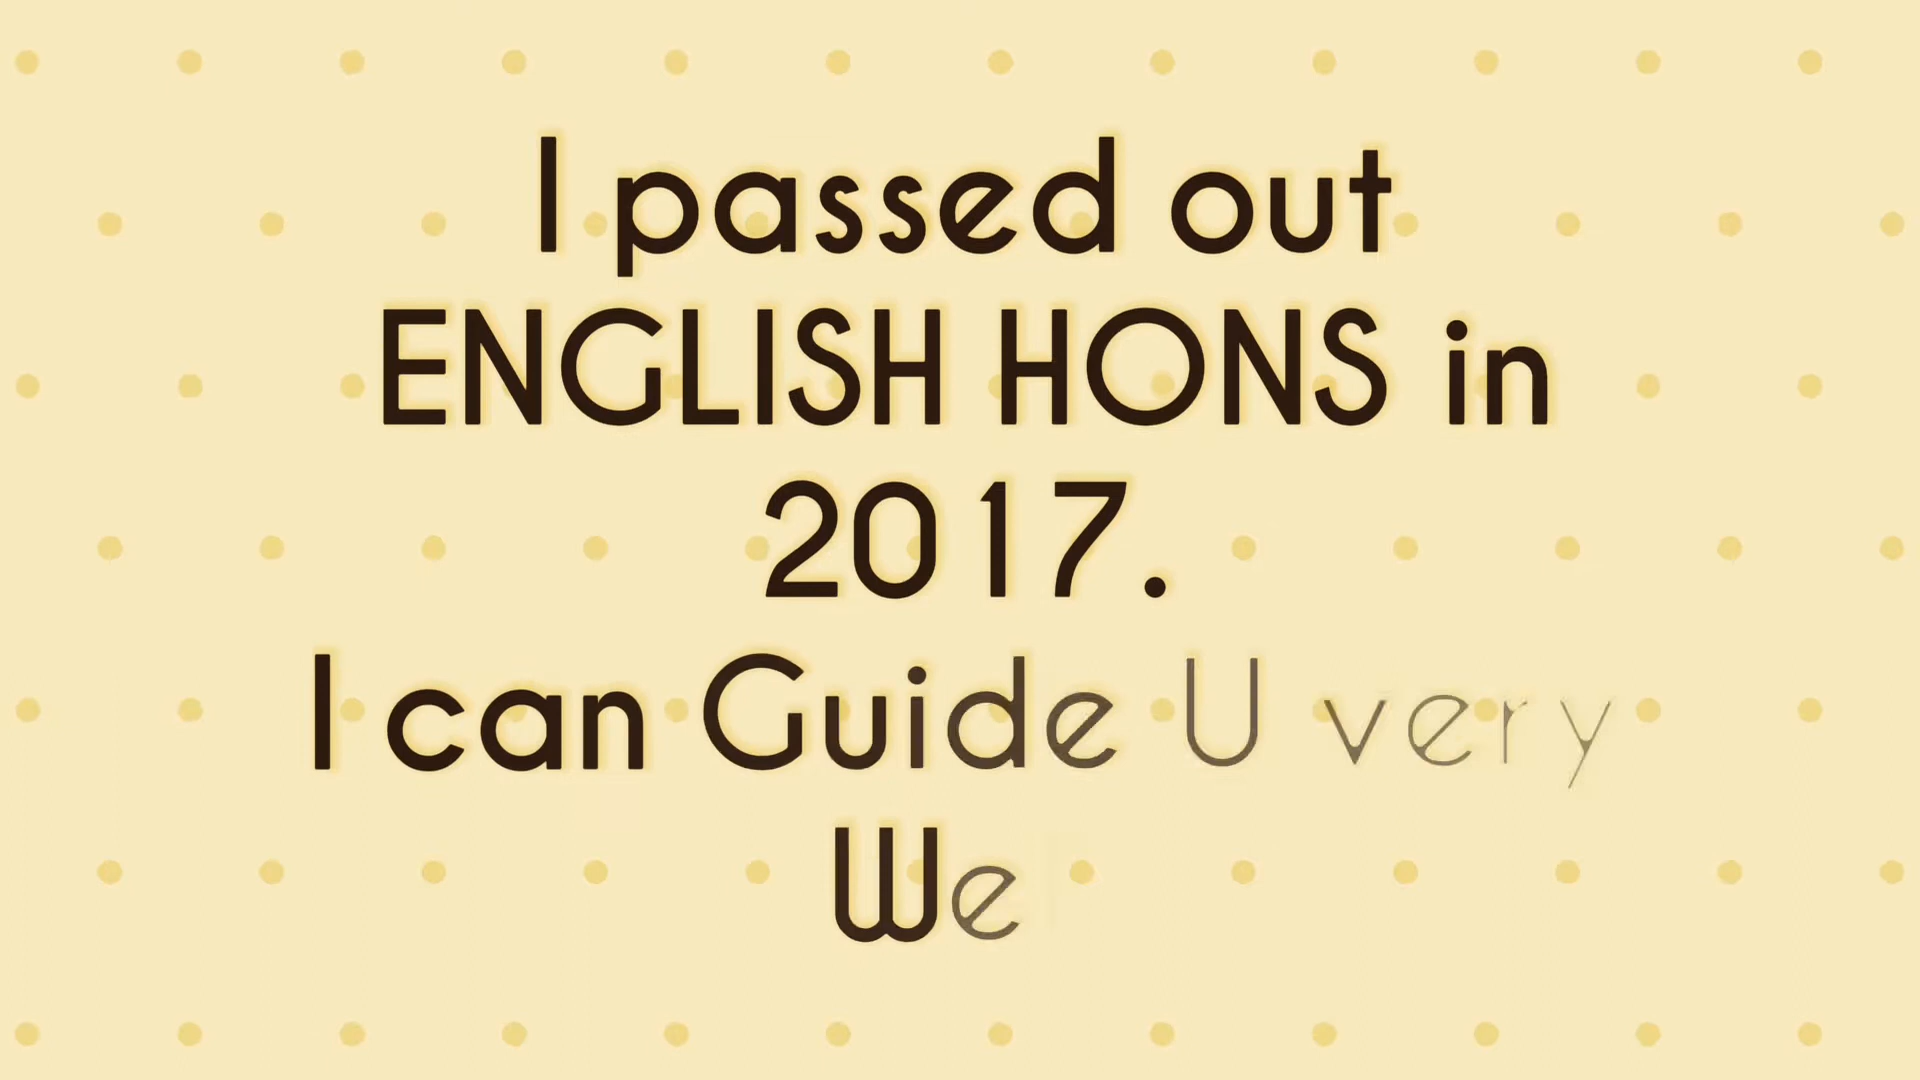 I passed out
ENGLISH HONS in
2017.
I can Guide U very
We